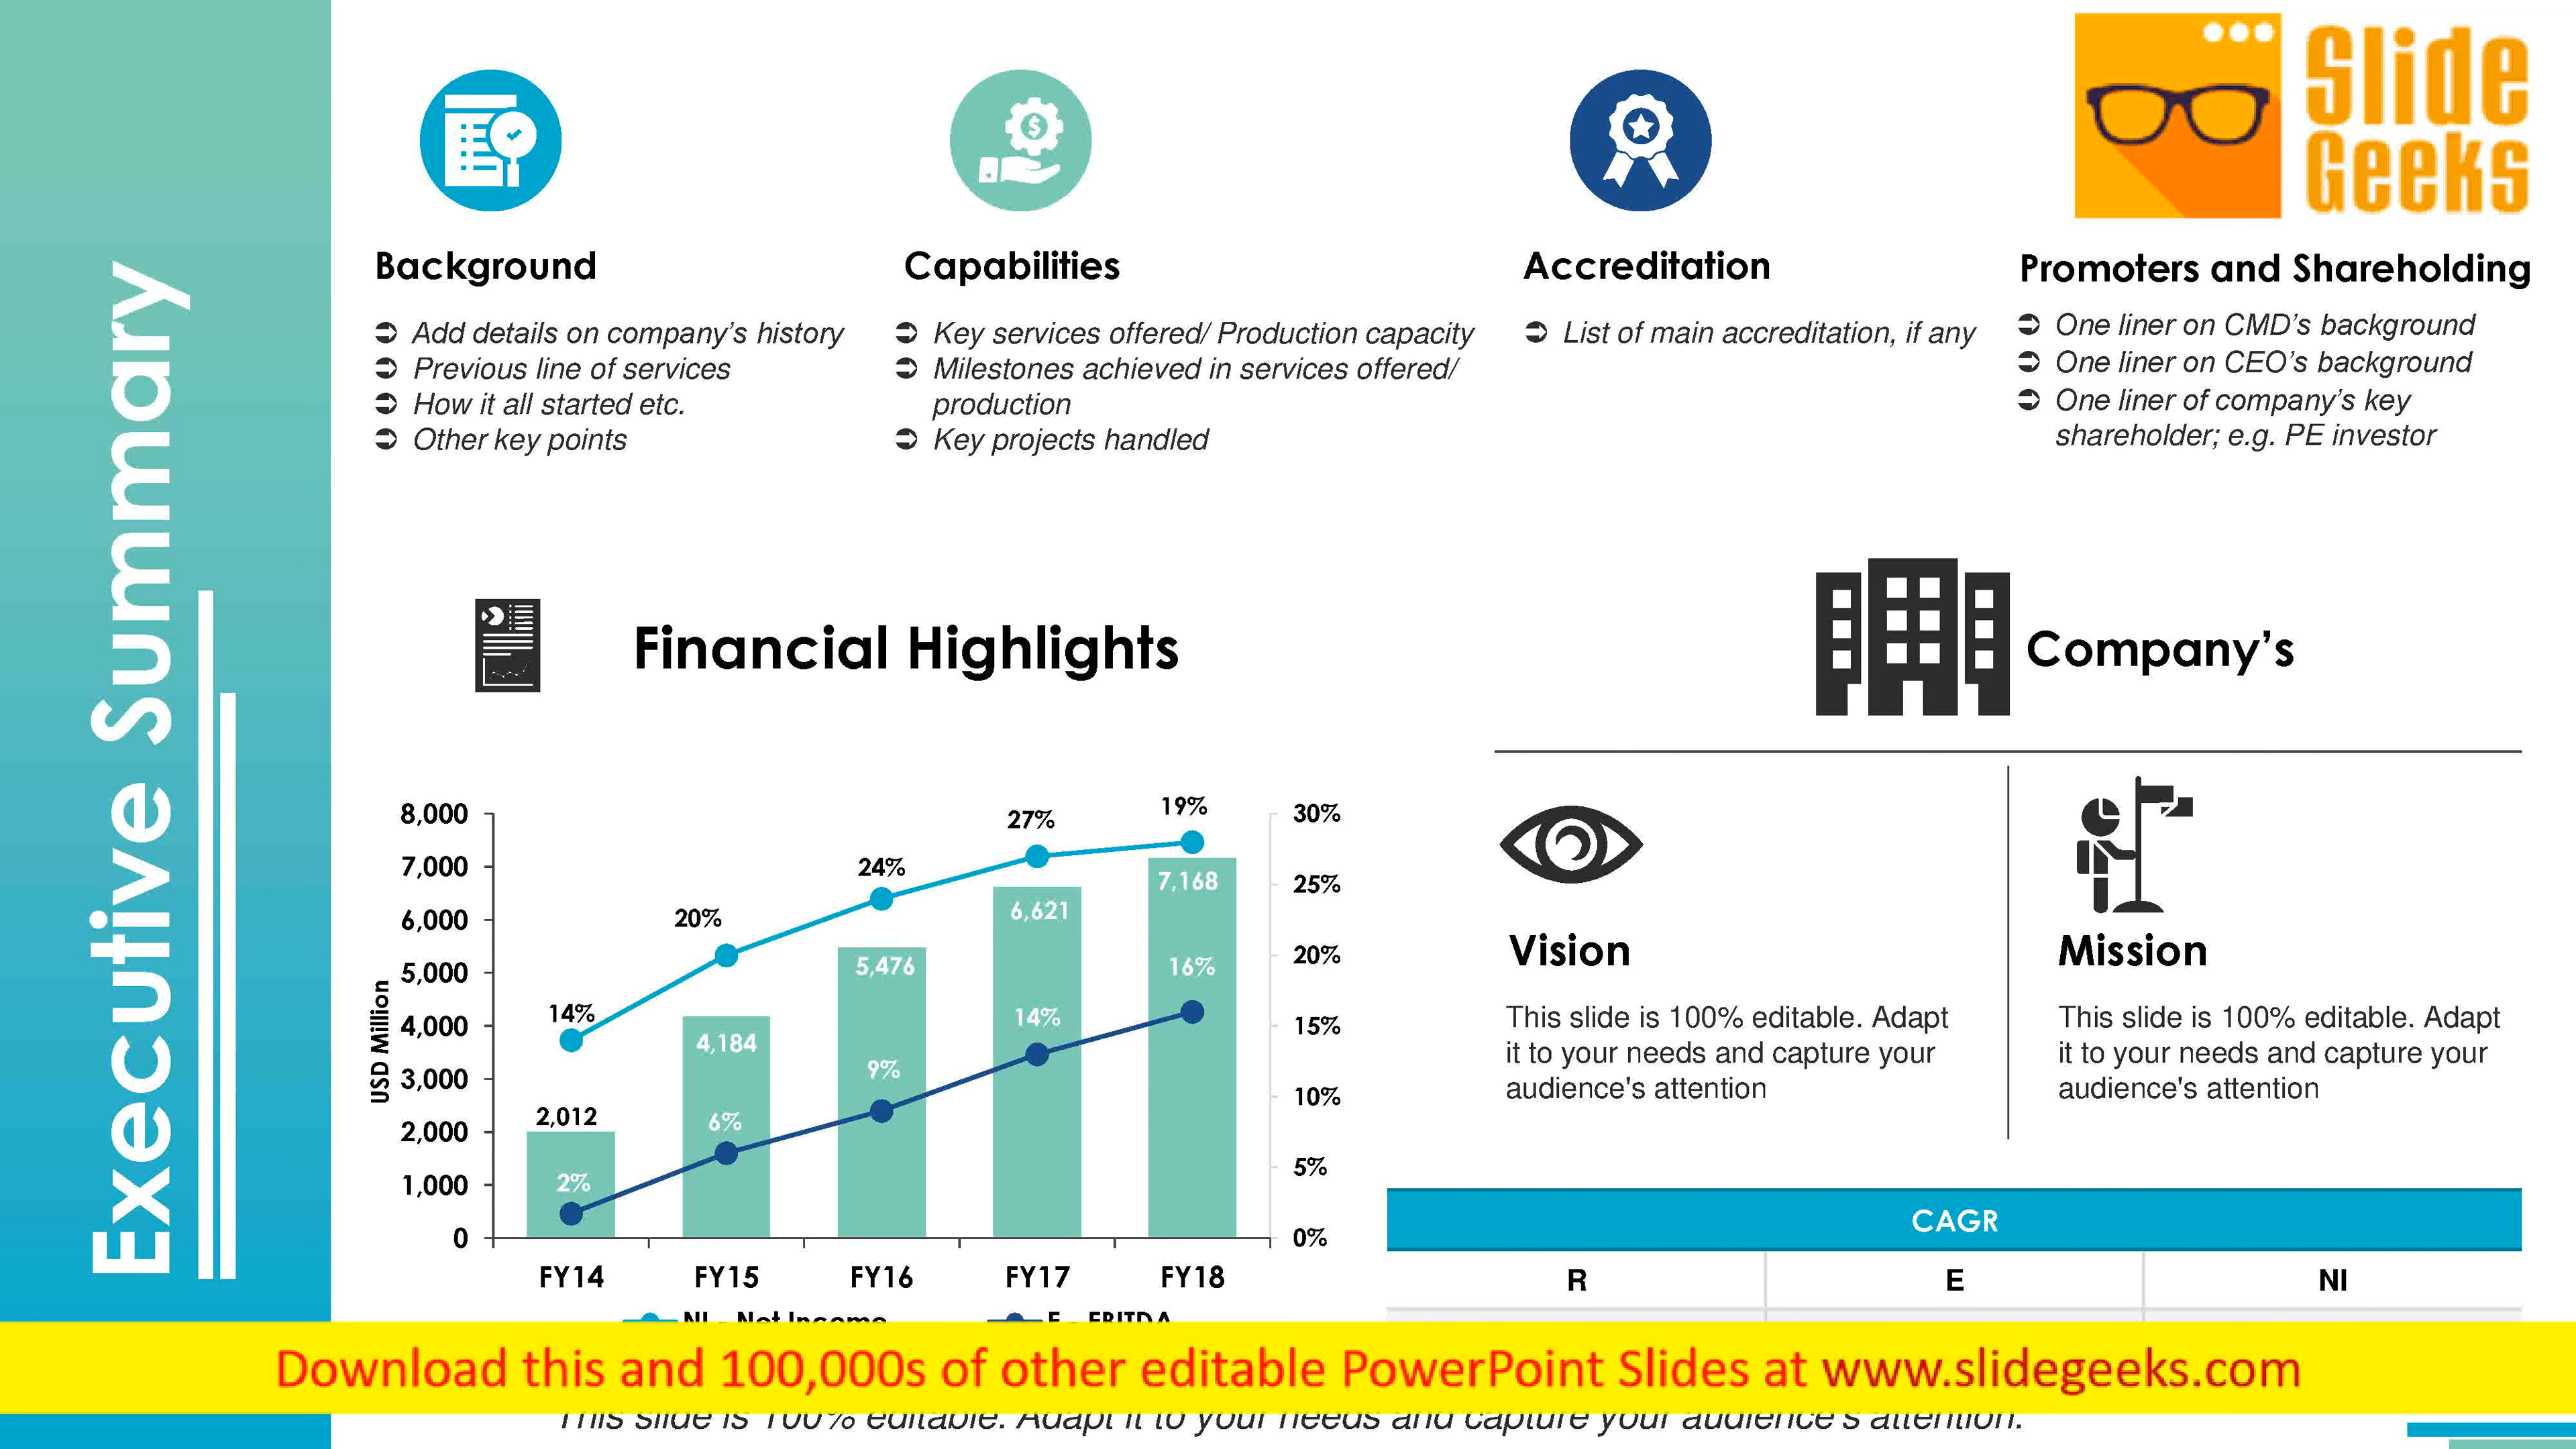 Executive Summary
Slide
Geeks
Background
Add details on company's history
Previous line of services
How it all started etc.
Other key points
Capabilities
Key services offered/ Production capacity
Milestones achieved in services offered/
production
Key projects handled
Accreditation
List of main accreditation, if any
Promoters and Shareholding
One liner on CMD's background
One liner on CEO's background
One liner of company's key
shareholder; e.g. PE investor
Financial Highlights
USD Million
8,000
7,000
6,000
5,000
4,000
3,000
2,000
1,000
0
14%
20%
24%
27%
19%
2,012
4,184
5,476
6,621
7,168
2%
6%
9%
14%
16%
30%
25%
20%
15%
10%
5%
0%
FY14
FY15
FY16
FY17
FY18
NI - Net Income
E - EBITDA
Company's
Vision
This slide is 100% editable. Adapt
it to your needs and capture your
audience's attention
Mission
This slide is 100% editable. Adapt
it to your needs and capture your
audience's attention
CAGR
R
E
NI
Download this and 100,000s of other editable PowerPoint Slides at www.slidegeeks.com
This slide is 100% editable. Adapt it to your needs and capture your audience's attention.